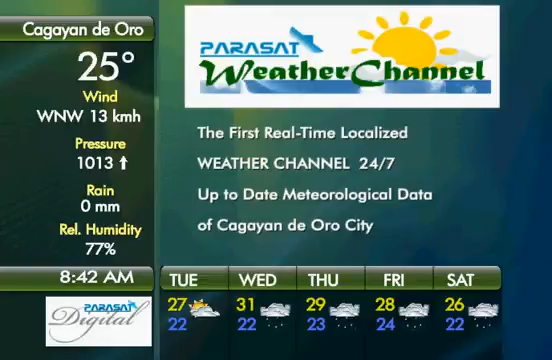 Cagayan de Oro
25°
Wind
WNW 13 kmh
Pressure
1013 ⬆
Rain
0 mm
Rel. Humidity
77%
8:42 AM
PARASAT
Digital
PARASAT
Weather Channel
The First Real-Time Localized
WEATHER CHANNEL 24/7
Up to Date Meteorological Data
of Cagayan de Oro City
TUE WED THU FRI SAT
27 31 29 28 26
22 22 23 24 22